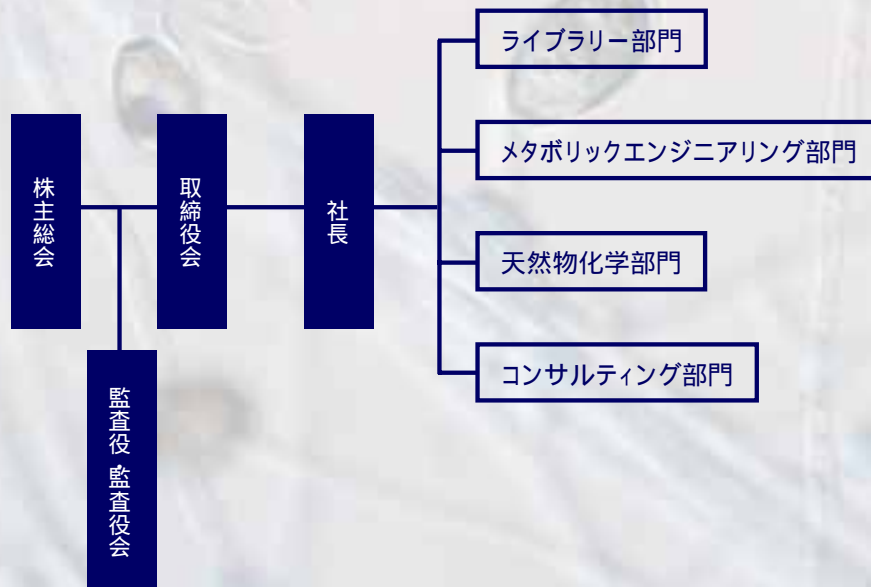 株主総会
監査役・監査役会
取締役会
社長
ライブラリー部門
メタボリックエンジニアリング部門
天然物化学部門
コンサルティング部門